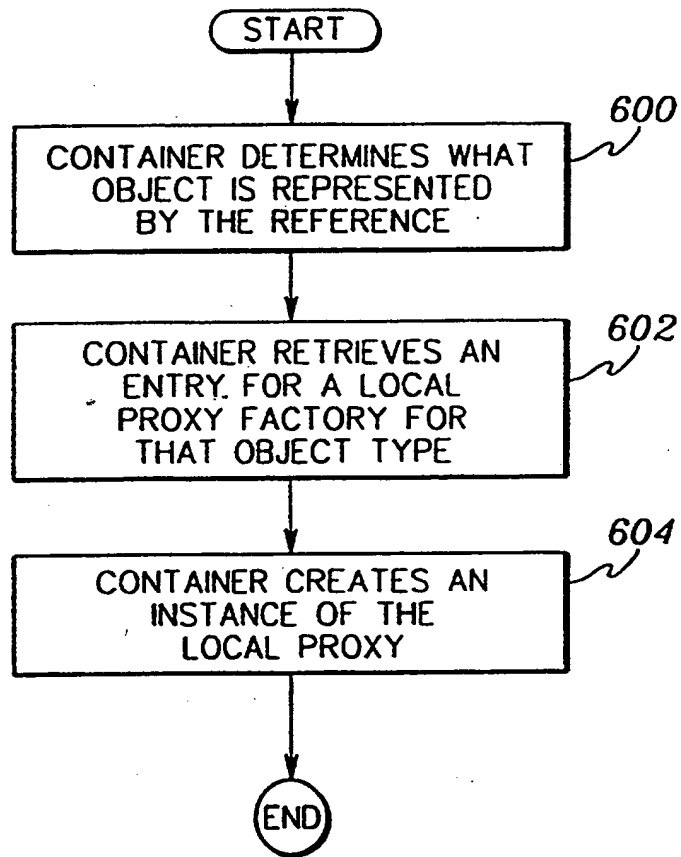 START
600
CONTAINER DETERMINES WHAT
OBJECT IS REPRESENTED
BY THE REFERENCE
602
CONTAINER RETRIEVES AN
ENTRY FOR A LOCAL
PROXY FACTORY FOR
THAT OBJECT TYPE
604
CONTAINER CREATES AN
INSTANCE OF THE
LOCAL PROXY
END